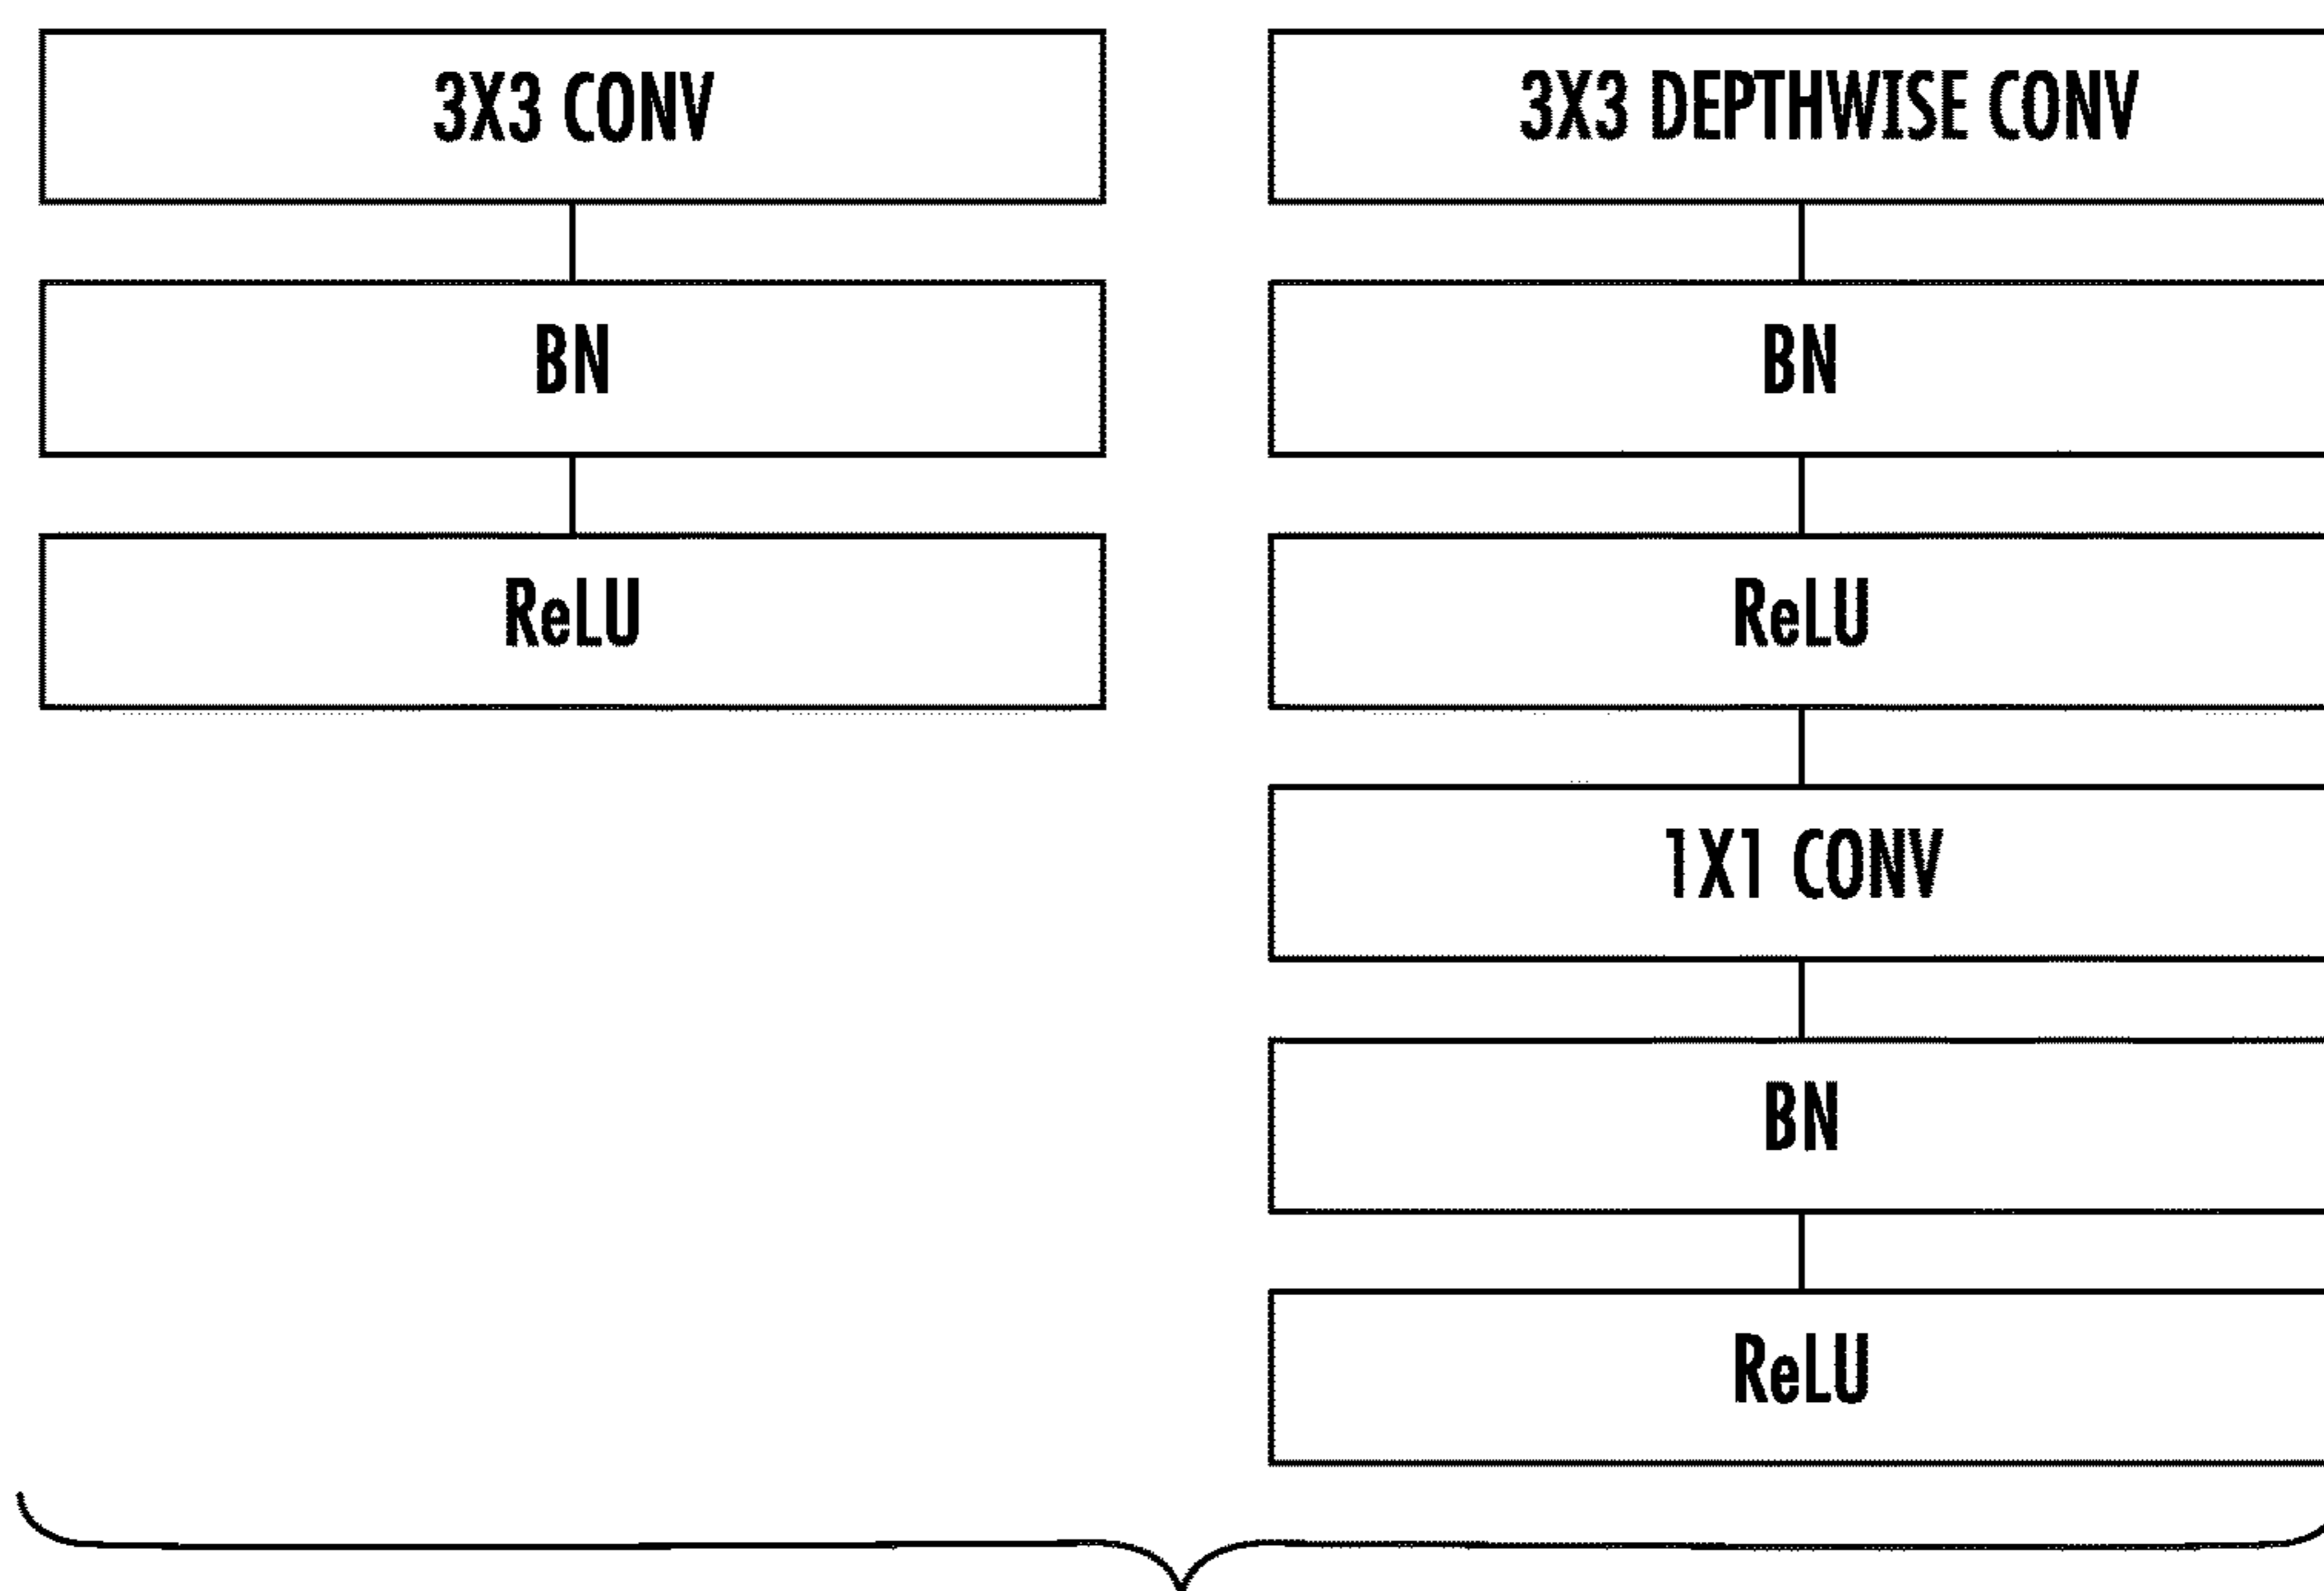 3X3 CONV
BN
ReLU
3X3 DEPTHWISE CONV
BN
ReLU
1X1 CONV
BN
ReLU